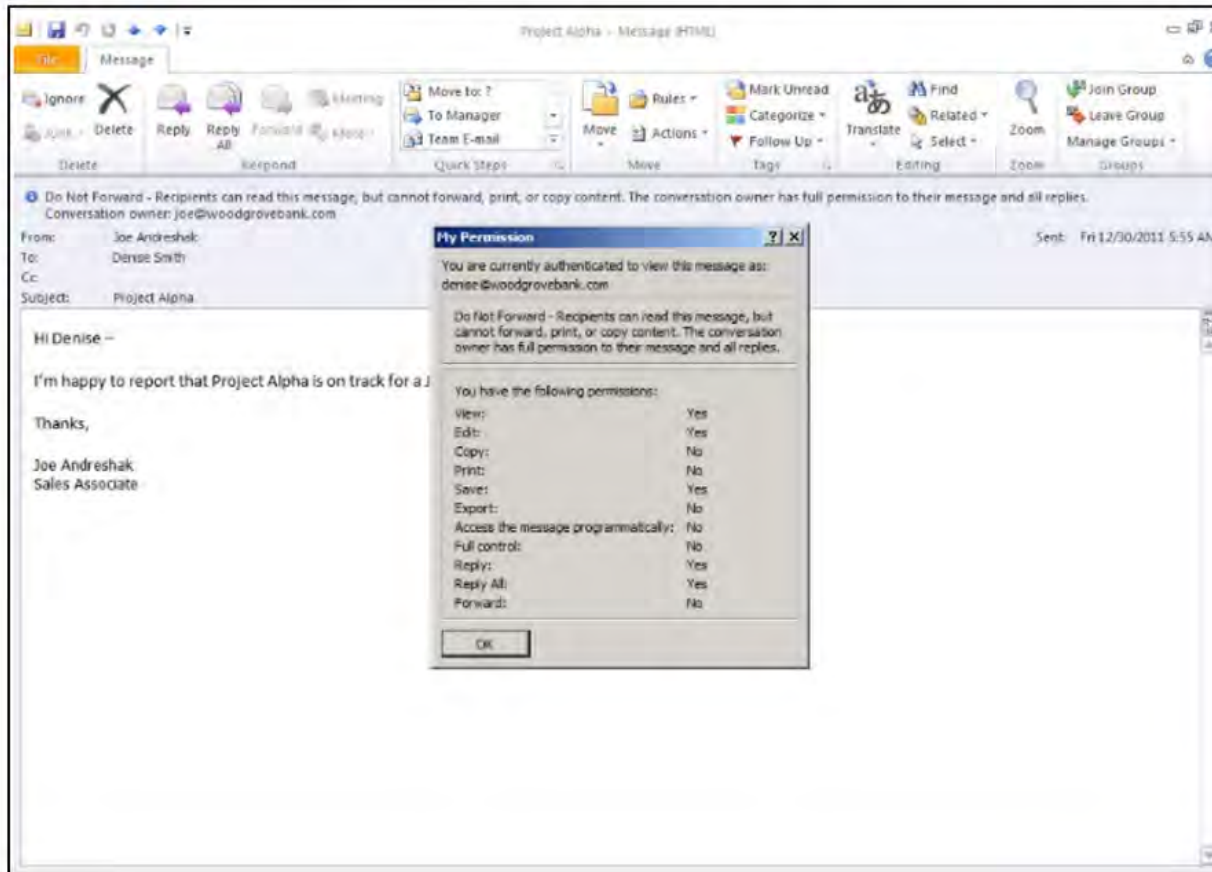 Project Alpha - Message (HTML)
File Message
Ignore Meeting Move to: ? Rules Mark Unread Find Join Group
To Manager Categorize Related Leave Group
Junk Delete Reply Reply All Forward More Team E-mail Move Actions Follow Up Translate Select Zoom Manage Groups
Delete Respond Quick Steps Move Tags Editing Zoom Groups
Do Not Forward - Recipients can read this message, but cannot forward, print, or copy content. The conversation owner has full permission to their message and all replies.
Conversation owner: joe@woodgrovebank.com
From: Joe Andreshak Sent: Fri 12/30/2011 5:55 AM
To: Denise Smith
Cc
Subject: Project Alpha
Hi Denise –
I'm happy to report that Project Alpha is on track for a J
Thanks,
Joe Andreshak
Sales Associate
My Permission
You are currently authenticated to view this message as:
denise@woodgrovebank.com
Do Not Forward - Recipients can read this message, but
cannot forward, print, or copy content. The conversation
owner has full permission to their message and all replies.
You have the following permissions:
View: Yes
Edit: Yes
Copy: No
Print: No
Save: Yes
Export: No
Access the message programmatically: No
Full control: No
Reply: Yes
Reply All: Yes
Forward: No
OK